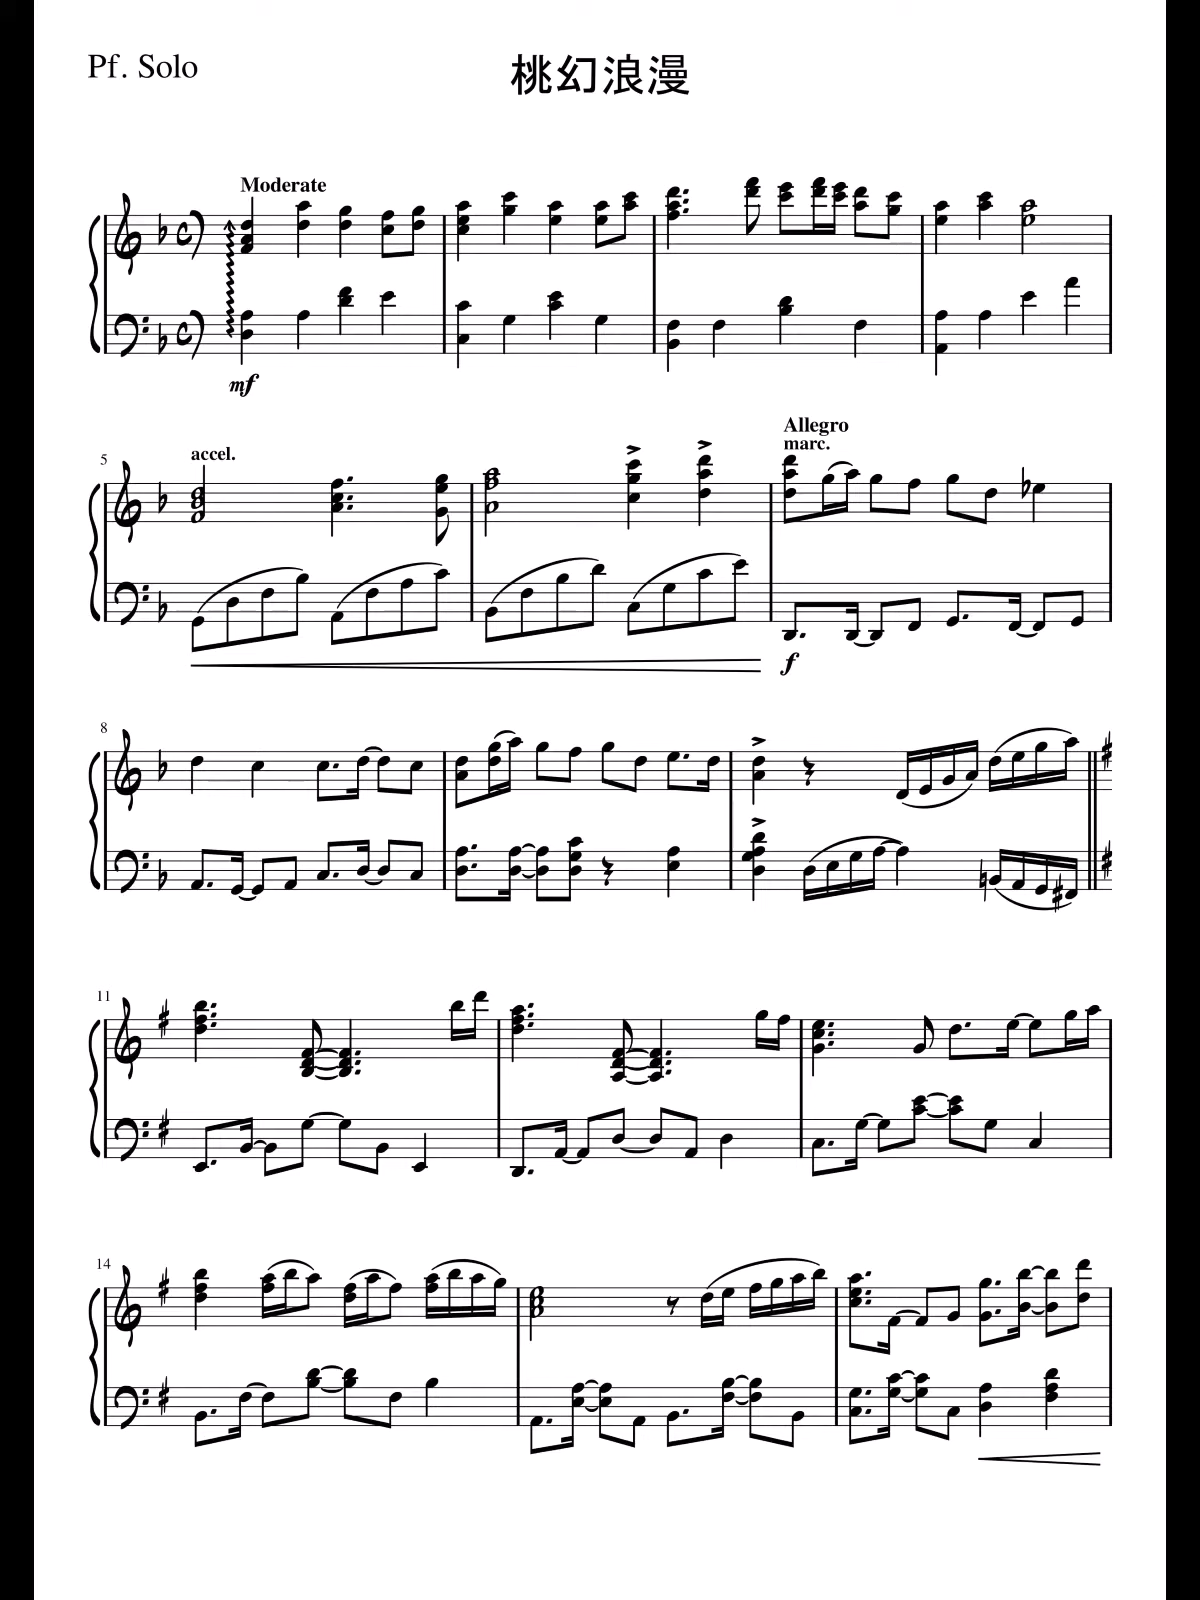 Pf. Solo
桃幻浪漫
Moderate
mf
5
accel.
Allegro
marc.
f
8
11
14